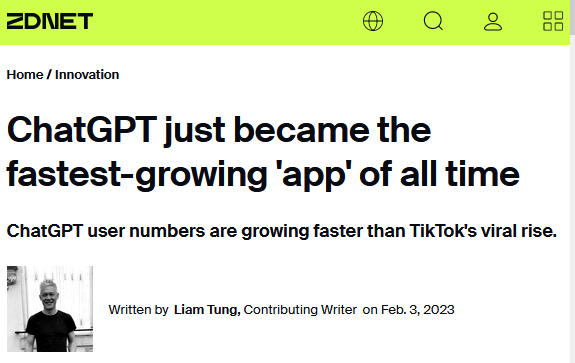 ZDNET
Home / Innovation
ChatGPT just became the
fastest-growing 'app' of all time
ChatGPT user numbers are growing faster than TikTok's viral rise.
Written by Liam Tung, Contributing Writer on Feb. 3, 2023